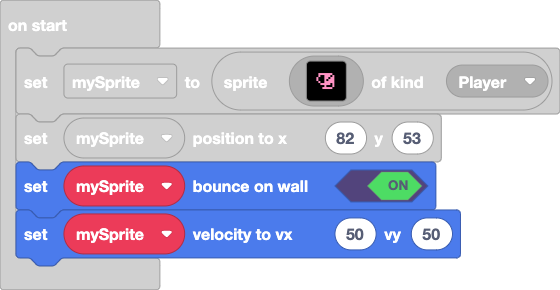 on start
set mySprite to sprite of kind Player
set mySprite position to x 82 y 53
set mySprite bounce on wall ON
set mySprite velocity to vx 50 vy 50